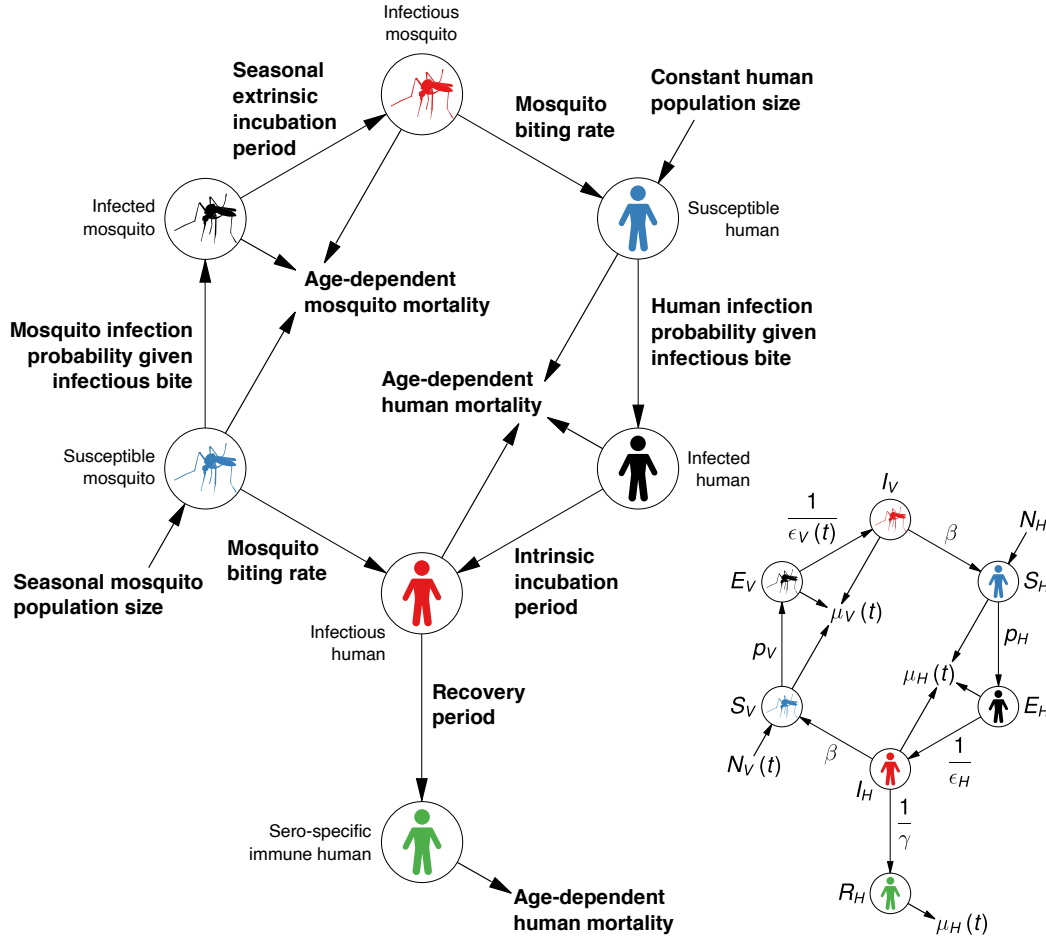 Infectious
mosquito
Seasonal
extrinsic
incubation
period
Mosquito
biting rate
Constant human
population size
Infected
mosquito
Susceptible
human
Age-dependent
mosquito mortality
Mosquito infection
probability given
infectious bite
Human infection
probability given
infectious bite
Age-dependent
human mortality
Susceptible
mosquito
Infected
human
Seasonal mosquito
population size
Mosquito
biting rate
Intrinsic
incubation
period
Infectious
human
Recovery
period
Sero-specific
immune human
Age-dependent
human mortality
I_V
1/ϵ_V(t)
β
N_H
E_V
S_H
μ_V(t)
p_V
p_H
μ_H(t)
S_V
E_H
N_V(t)
β
1/ϵ_H
I_H
1/γ
R_H
μ_H(t)